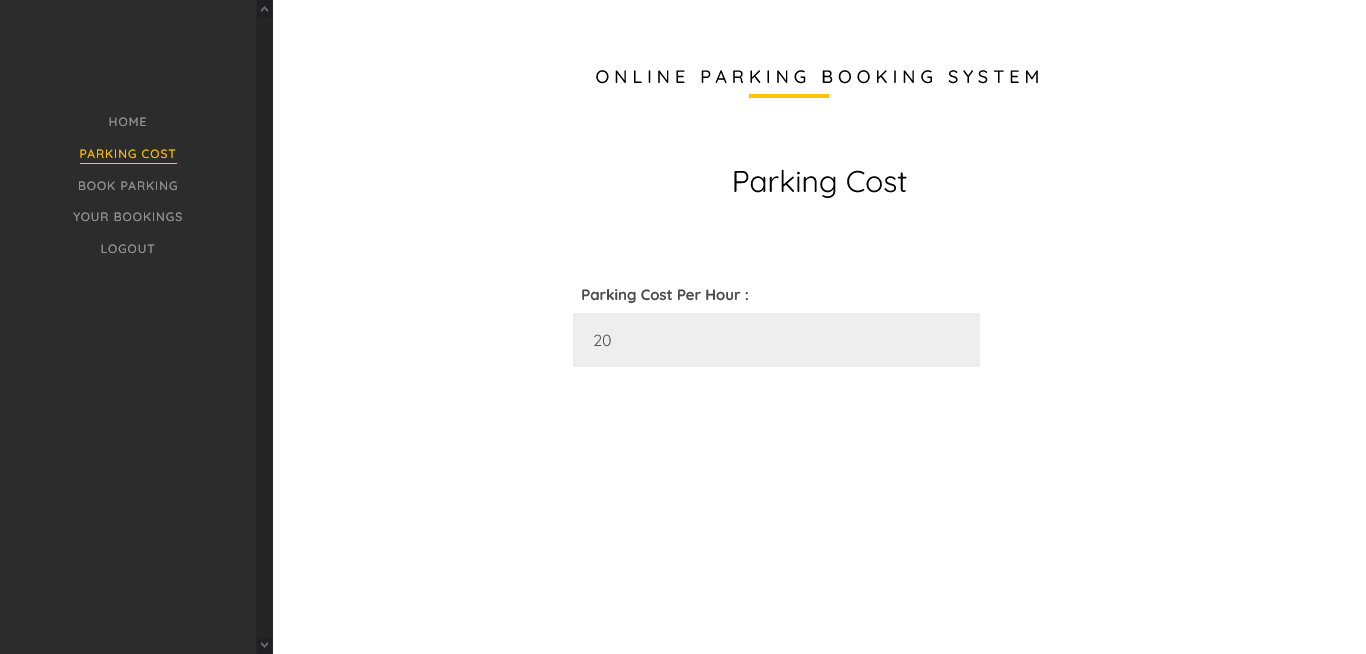 HOME
PARKING COST
BOOK PARKING
YOUR BOOKINGS
LOGOUT
ONLINE PARKING BOOKING SYSTEM
Parking Cost
Parking Cost Per Hour :
20